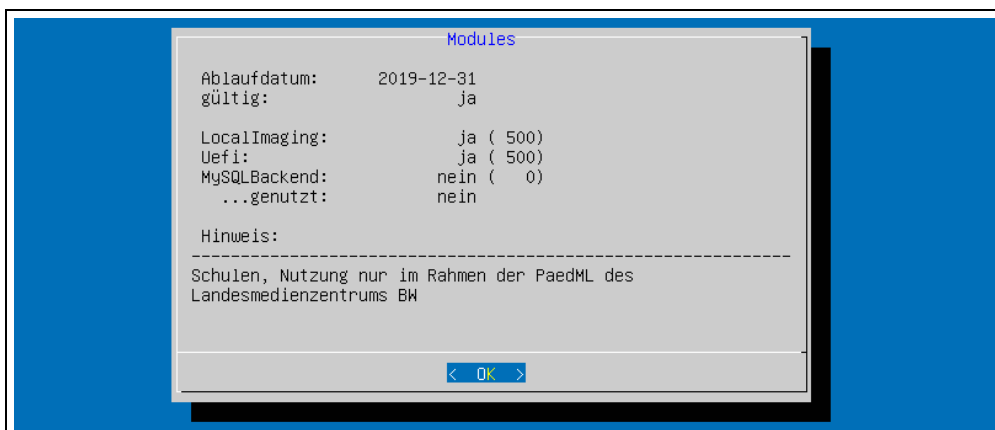 Modules
Ablaufdatum: 2019-12-31
gültig: ja
LocalImaging: ja ( 500)
Uefi: ja ( 500)
MySQLBackend: nein ( 0)
...genutzt: nein
Hinweis:
--------------------------------------------------------------------------
Schulen, Nutzung nur im Rahmen der PaedML des
Landesmedienzentrums BW
< OK >